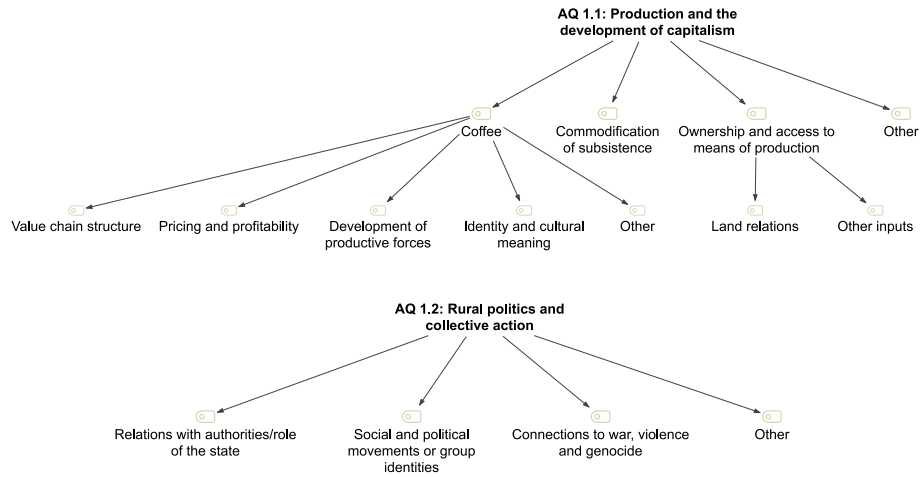 AQ 1.1: Production and the
development of capitalism
Coffee
Commodification
of subsistence
Ownership and access to
means of production
Other
Value chain structure
Pricing and profitability
Development of
productive forces
Identity and cultural
meaning
Other
Land relations
Other inputs
AQ 1.2: Rural politics and
collective action
Relations with authorities/role
of the state
Social and political
movements or group
identities
Connections to war, violence
and genocide
Other